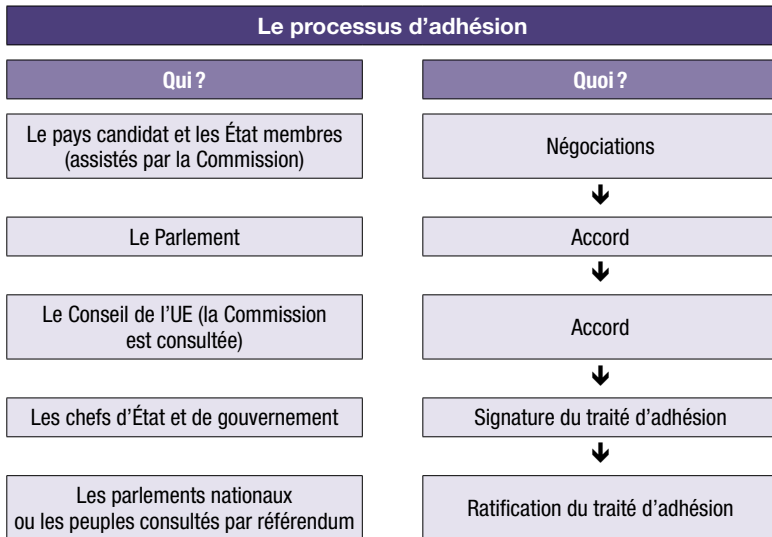 Le processus d’adhésion
Qui ?
Quoi ?
Le pays candidat et les État membres
(assistés par la Commission)
Négociations
Le Parlement
Accord
Le Conseil de l’UE (la Commission
est consultée)
Accord
Les chefs d’État et de gouvernement
Signature du traité d’adhésion
Les parlements nationaux
ou les peuples consultés par référendum
Ratification du traité d’adhésion